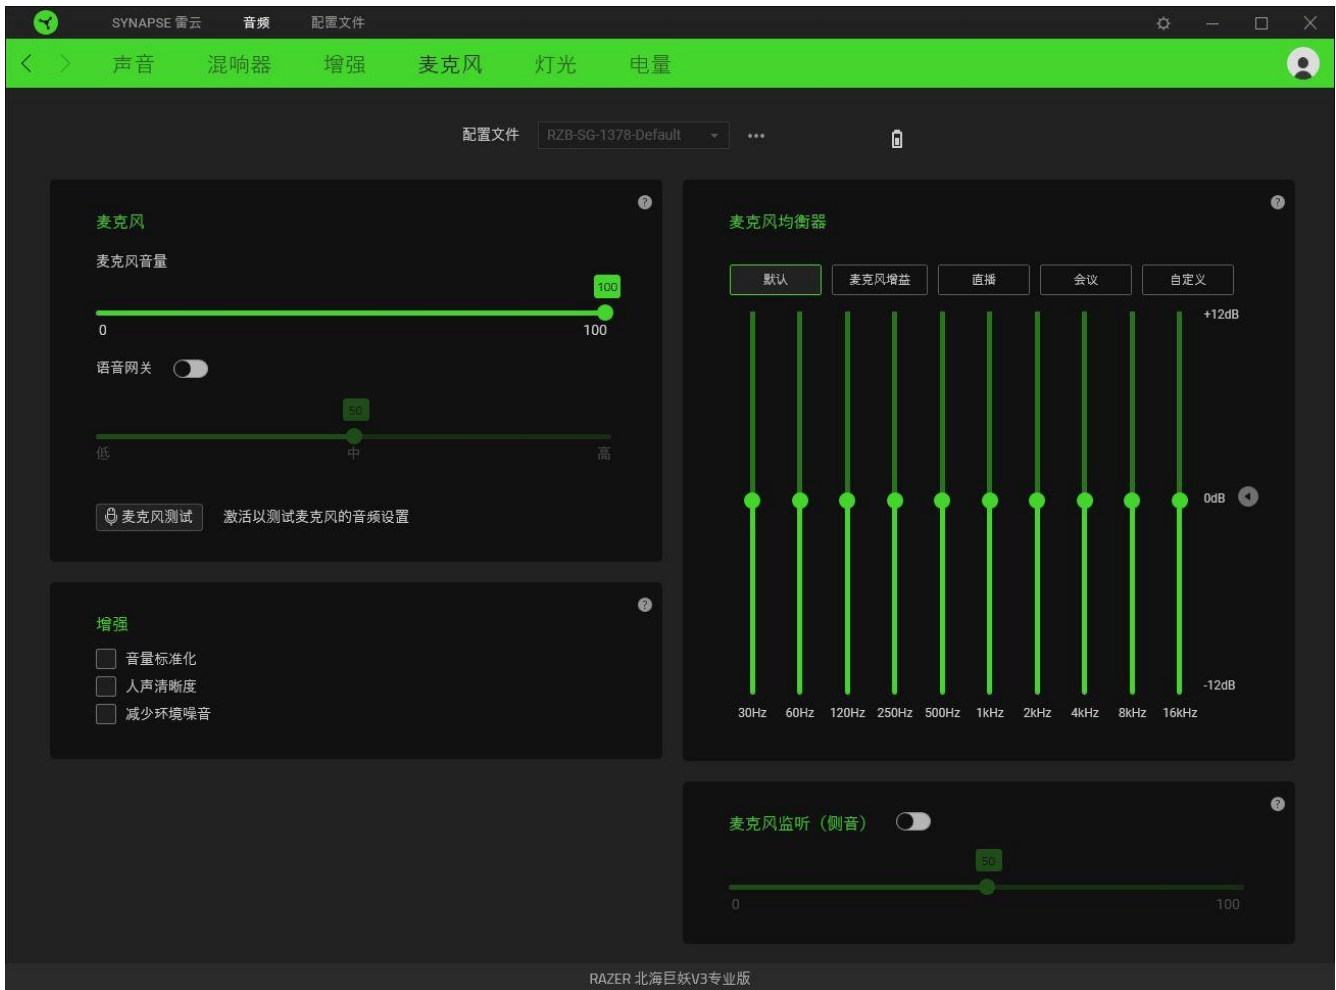 SYNAPSE 雷云 音频 配置文件
声音 混响器 增强 麦克风 灯光 电量
配置文件 RZB-SG-1378-Default
麦克风
麦克风音量
100
0 100
语音网关
50
低 中 高
麦克风测试 激活以测试麦克风的音频设置
增强
音量标准化
人声清晰度
减少环境噪音
麦克风均衡器
默认 麦克风增益 直播 会议 自定义
+12dB
0dB
-12dB
30Hz 60Hz 120Hz 250Hz 500Hz 1kHz 2kHz 4kHz 8kHz 16kHz
麦克风监听（侧音）
50
0 100
RAZER 北海巨妖V3专业版